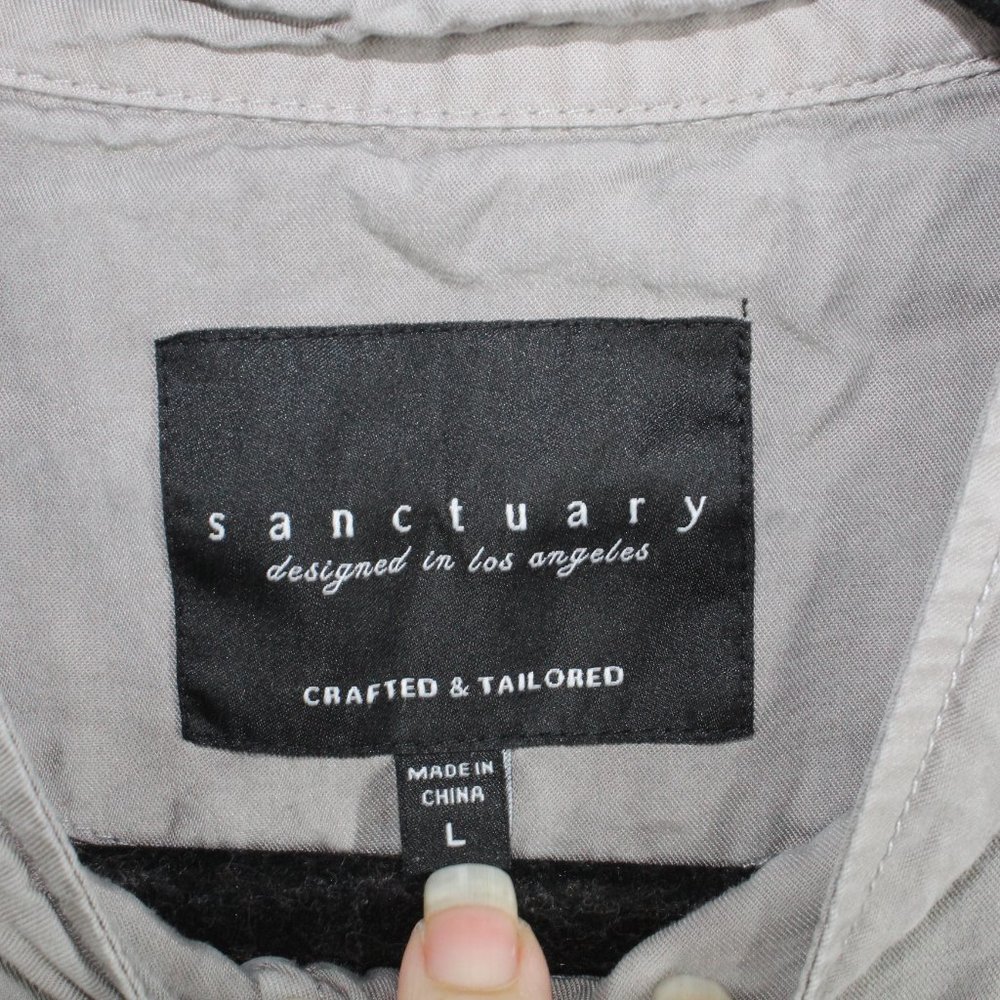 sanctuary
designed in los angeles
CRAFTED & TAILORED
MADE IN
CHINA
L